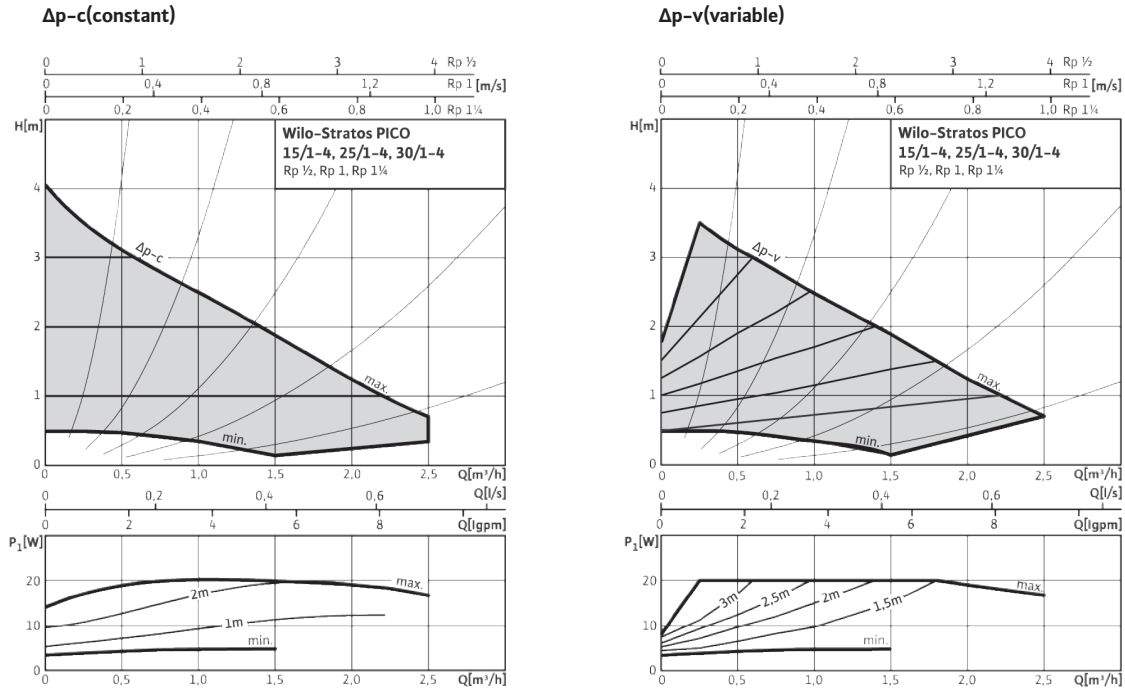 Δp-c(constant)
0 1 2 3 4 Rp ½
0 0,4 0,8 1,2 Rp 1 [m/s]
0 0,2 0,4 0,6 0,8 1,0 Rp 1¼
H[m]
Wilo-Stratos PICO
15/1-4, 25/1-4, 30/1-4
Rp ½, Rp 1, Rp 1¼
4
Δp-c
3
2
max.
1
min.
0
0 0,5 1,0 1,5 2,0 2,5 Q[m³/h]
0 0,2 0,4 0,6 Q[l/s]
0 2 4 6 8 Q[Igpm]
P₁[W]
20
max.
2m
10
1m
min.
0
0 0,5 1,0 1,5 2,0 2,5 Q[m³/h]
Δp-v(variable)
0 1 2 3 4 Rp ½
0 0,4 0,8 1,2 Rp 1 [m/s]
0 0,2 0,4 0,6 0,8 1,0 Rp 1¼
H[m]
Wilo-Stratos PICO
15/1-4, 25/1-4, 30/1-4
Rp ½, Rp 1, Rp 1¼
4
Δp-v
3
2
max.
1
min.
0
0 0,5 1,0 1,5 2,0 2,5 Q[m³/h]
0 0,2 0,4 0,6 Q[l/s]
0 2 4 6 8 Q[Igpm]
P₁[W]
20
max.
3m 2,5m 2m 1,5m
10
min.
0
0 0,5 1,0 1,5 2,0 2,5 Q[m³/h]